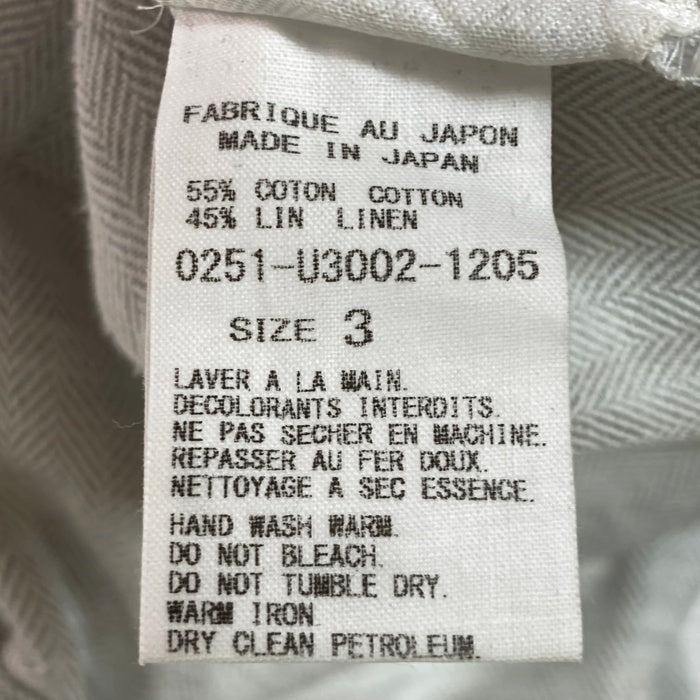 FABRIQUE AU JAPON
MADE IN JAPAN
55% COTON COTTON
45% LIN LINEN
0251-U3002-1205
SIZE 3
LAVER A LA MAIN.
DECOLORANTS INTERDITS.
NE PAS SECHER EN MACHINE.
REPASSER AU FER DOUX.
NETTOYAGE A SEC ESSENCE.
HAND WASH WARM.
DO NOT BLEACH.
DO NOT TUMBLE DRY.
WARM IRON
DRY CLEAN PETROLEUM.